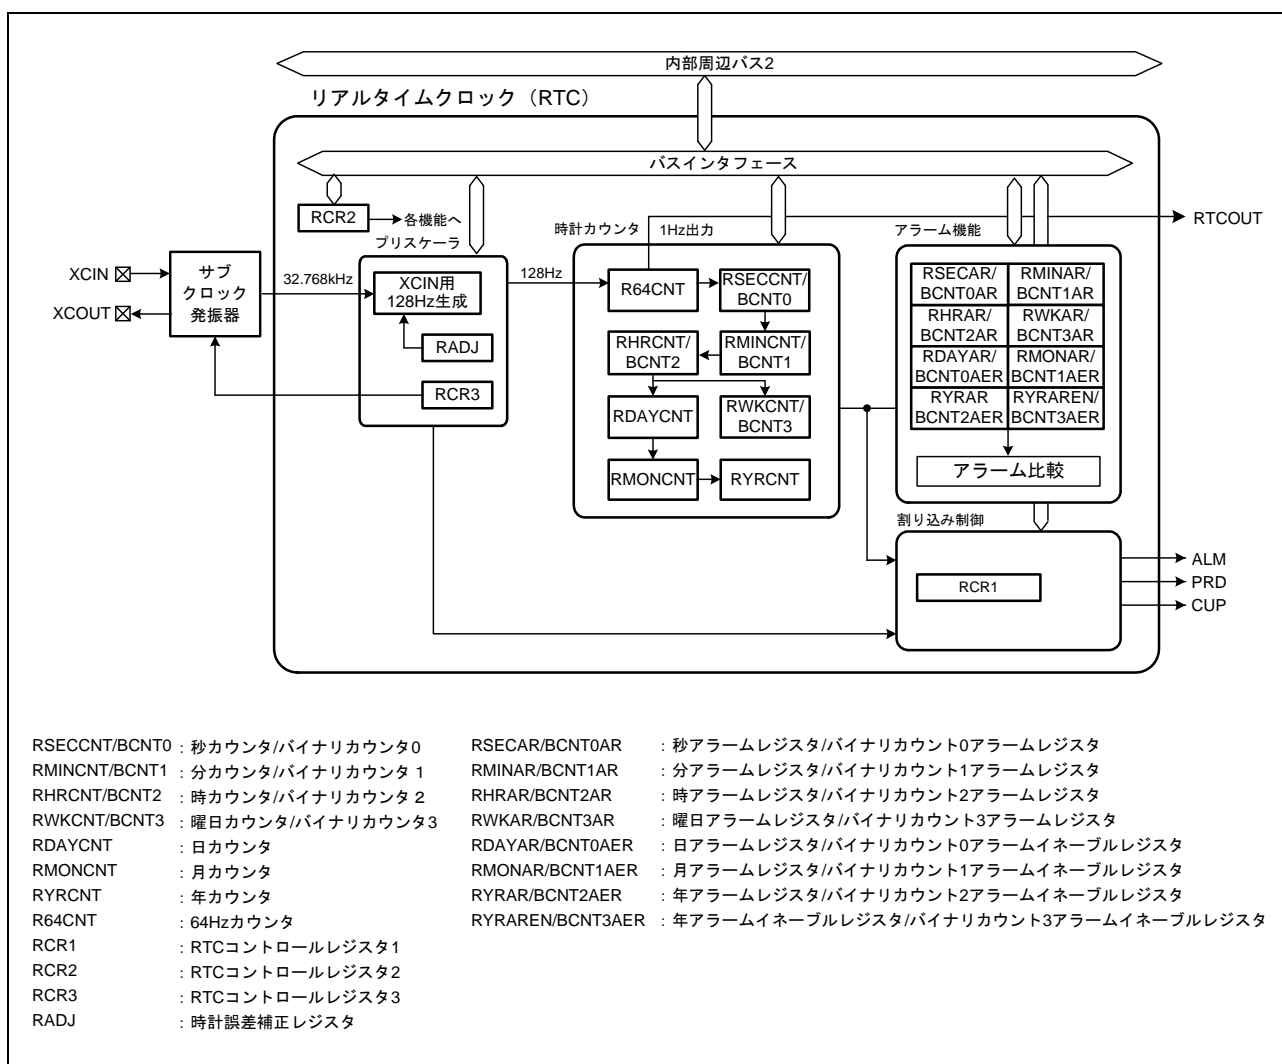 内部周辺バス2
リアルタイムクロック（RTC）
バスインタフェース
RCR2
各機能へ
プリスケーラ
時計カウンタ
1Hz出力
アラーム機能
RTCOUT
XCIN
XCOUT
サブ
クロック
発振器
32.768kHz
XCIN用
128Hz生成
RADJ
RCR3
128Hz
R64CNT
RSECCNT/
BCNT0
RHRCNT/
BCNT2
RMINCNT/
BCNT1
RDAYCNT
RWKCNT/
BCNT3
RMONCNT
RYRCNT
RSECAR/
BCNT0AR
RMINAR/
BCNT1AR
RHRAR/
BCNT2AR
RWKAR/
BCNT3AR
RDAYAR/
BCNT0AER
RMONAR/
BCNT1AER
RYRAR
BCNT2AER
RYRAREN/
BCNT3AER
アラーム比較
割り込み制御
RCR1
ALM
PRD
CUP
RSECCNT/BCNT0 : 秒カウンタ/バイナリカウンタ0
RMINCNT/BCNT1 : 分カウンタ/バイナリカウンタ 1
RHRCNT/BCNT2 : 時カウンタ/バイナリカウンタ 2
RWKCNT/BCNT3 : 曜日カウンタ/バイナリカウンタ3
RDAYCNT : 日カウンタ
RMONCNT : 月カウンタ
RYRCNT : 年カウンタ
R64CNT : 64Hzカウンタ
RCR1 : RTCコントロールレジスタ1
RCR2 : RTCコントロールレジスタ2
RCR3 : RTCコントロールレジスタ3
RADJ : 時計誤差補正レジスタ
RSECAR/BCNT0AR : 秒アラームレジスタ/バイナリカウント0アラームレジスタ
RMINAR/BCNT1AR : 分アラームレジスタ/バイナリカウント1アラームレジスタ
RHRAR/BCNT2AR : 時アラームレジスタ/バイナリカウント2アラームレジスタ
RWKAR/BCNT3AR : 曜日アラームレジスタ/バイナリカウント3アラームレジスタ
RDAYAR/BCNT0AER : 日アラームレジスタ/バイナリカウント0アラームイネーブルレジスタ
RMONAR/BCNT1AER : 月アラームレジスタ/バイナリカウント1アラームイネーブルレジスタ
RYRAR/BCNT2AER : 年アラームレジスタ/バイナリカウント2アラームイネーブルレジスタ
RYRAREN/BCNT3AER : 年アラームイネーブルレジスタ/バイナリカウント3アラームイネーブルレジスタ